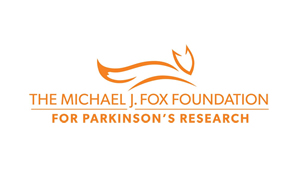 THE MICHAEL J. FOX FOUNDATION
FOR PARKINSON'S RESEARCH